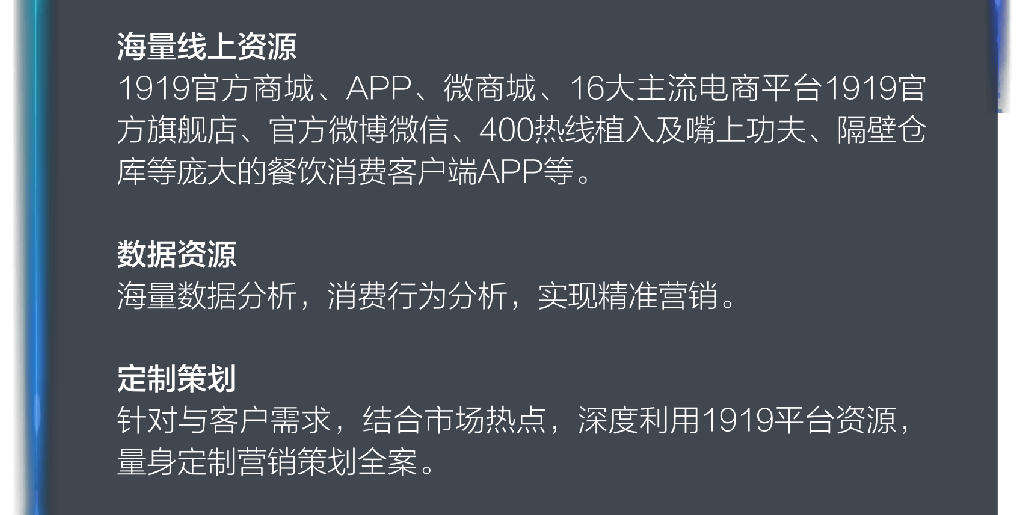 海量线上资源
1919官方商城、APP、微商城、16大主流电商平台1919官
方旗舰店、官方微博微信、400热线植入及嘴上功夫、隔壁仓
库等庞大的餐饮消费客户端APP等。
数据资源
海量数据分析，消费行为分析，实现精准营销。
定制策划
针对与客户需求，结合市场热点，深度利用1919平台资源，
量身定制营销策划全案。